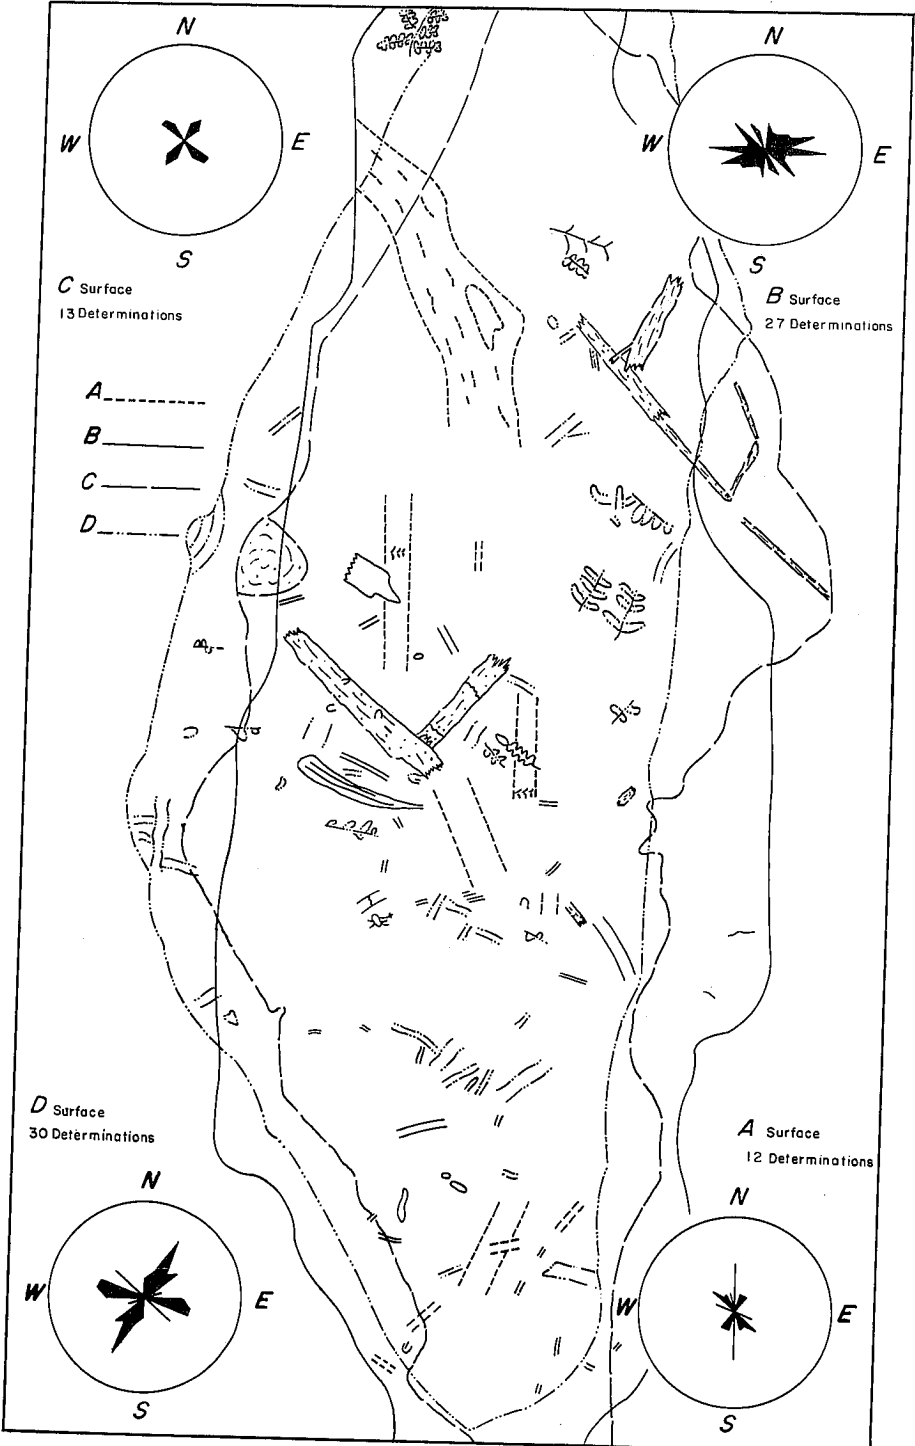 N
W
E
S
C Surface
13 Determinations
N
W
E
S
B Surface
27 Determinations
A
B
C
D
D Surface
30 Determinations
N
W
E
S
A Surface
12 Determinations
N
W
E
S